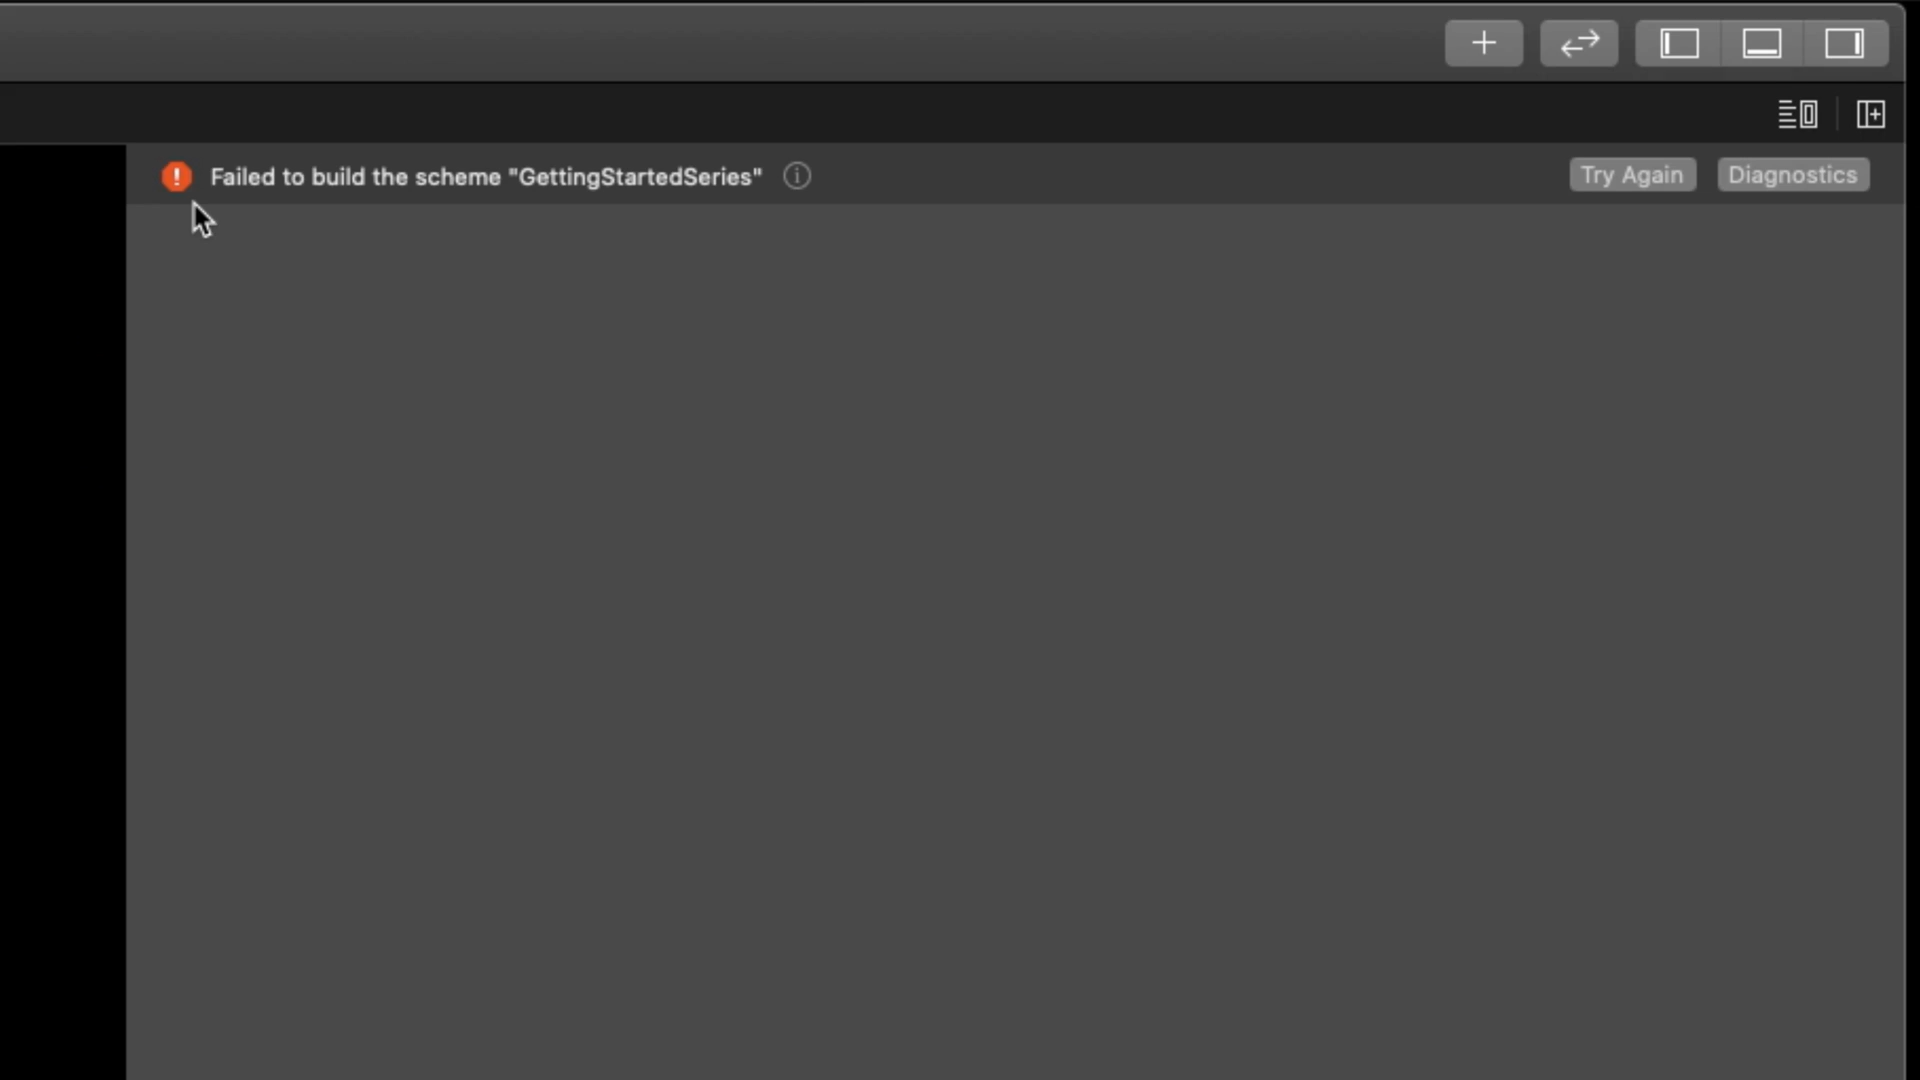 Failed to build the scheme "GettingStartedSeries"
Try Again
Diagnostics